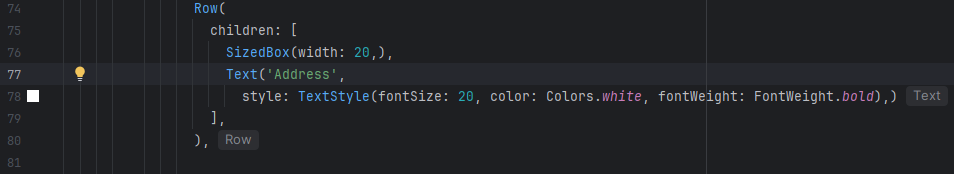 74 Row(
75 children: [
76 SizedBox(width: 20,),
77 Text('Address',
78 style: TextStyle(fontSize: 20, color: Colors.white, fontWeight: FontWeight.bold),) Text
79 ],
80 ), Row
81